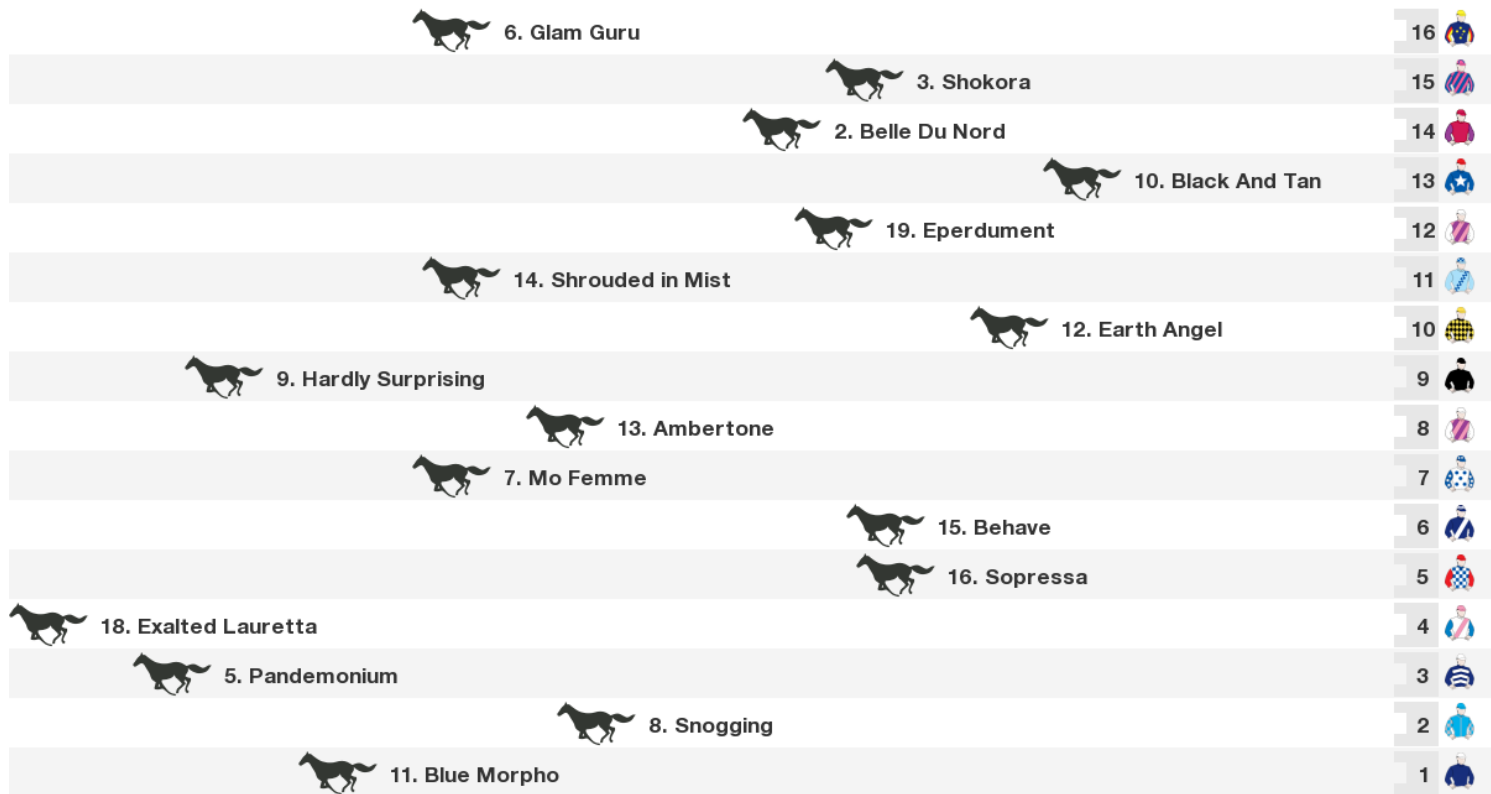 6. Glam Guru 16
3. Shokora 15
2. Belle Du Nord 14
10. Black And Tan 13
19. Eperdument 12
14. Shrouded in Mist 11
12. Earth Angel 10
9. Hardly Surprising 9
13. Ambertone 8
7. Mo Femme 7
15. Behave 6
16. Sopressa 5
18. Exalted Lauretta 4
5. Pandemonium 3
8. Snogging 2
11. Blue Morpho 1